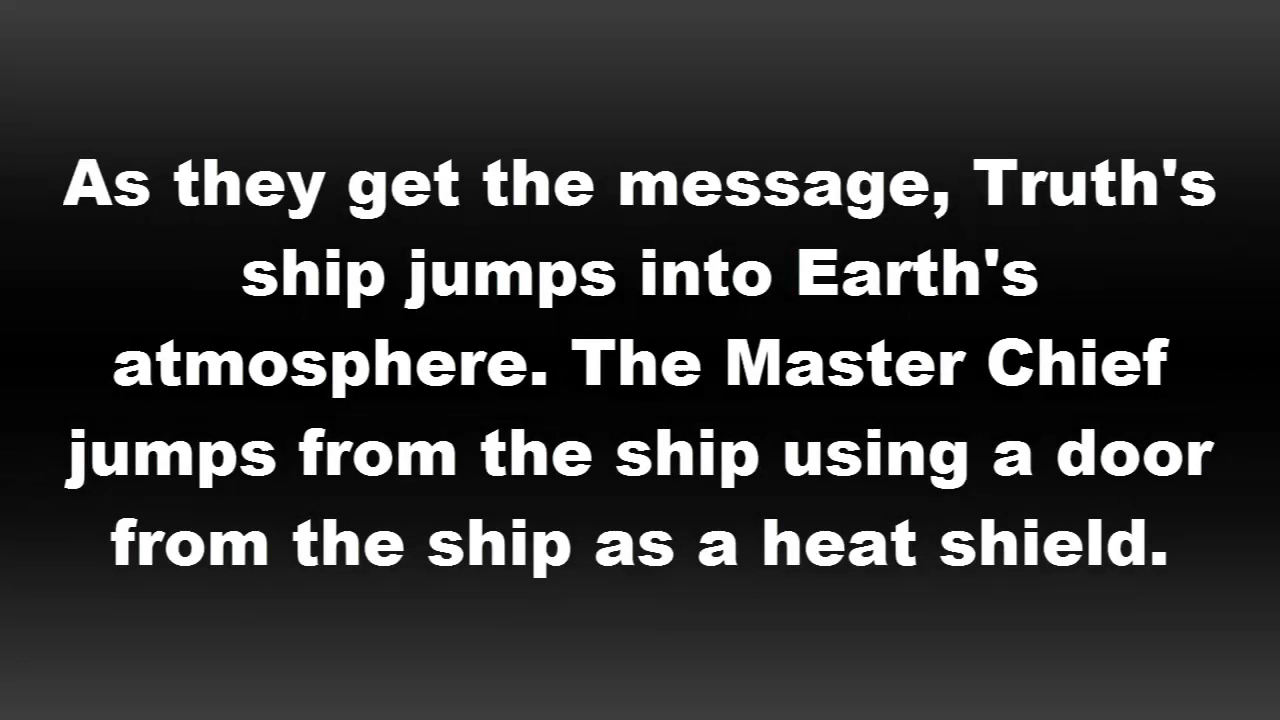 As they get the message, Truth's
ship jumps into Earth's
atmosphere. The Master Chief
jumps from the ship using a door
from the ship as a heat shield.